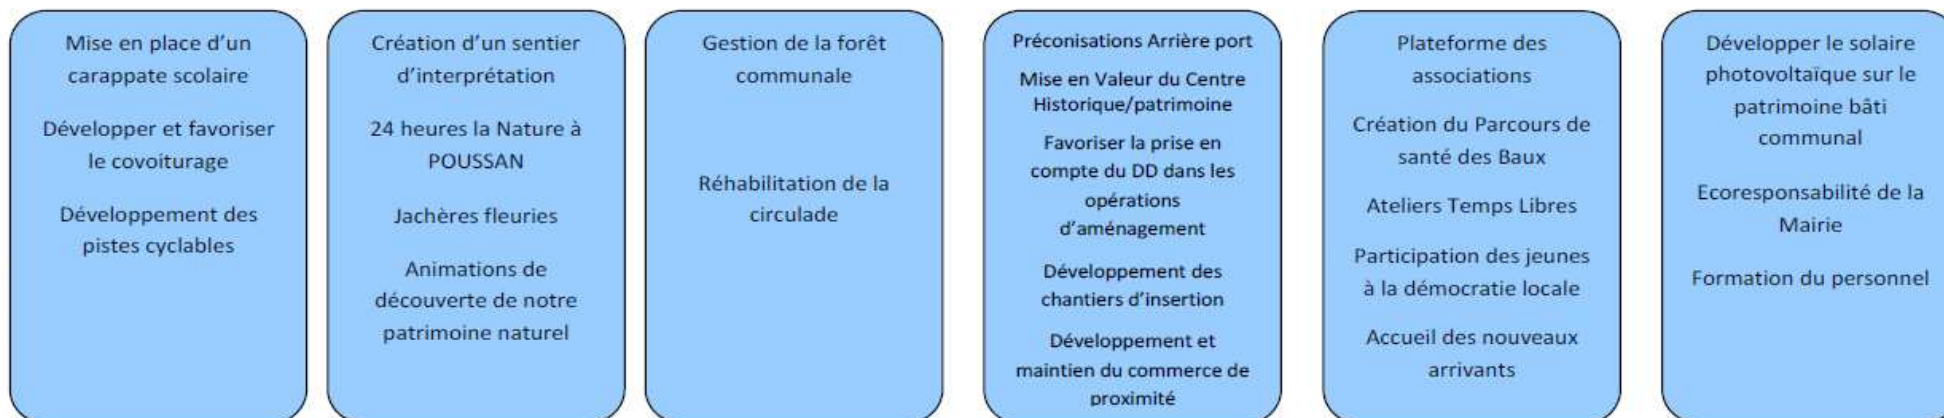 Mise en place d'un
carappate scolaire
Développer et favoriser
le covoiturage
Développement des
pistes cyclables
Création d'un sentier
d'interprétation
24 heures la Nature à
POUSSAN
Jachères fleuries
Animations de
découverte de notre
patrimoine naturel
Gestion de la forêt
communale
Réhabilitation de la
circulade
Préconisations Arrière port
Mise en Valeur du Centre
Historique/patrimoine
Favoriser la prise en
compte du DD dans les
opérations
d'aménagement
Développement des
chantiers d'insertion
Développement et
maintien du commerce de
proximité
Plateforme des
associations
Création du Parcours de
santé des Baux
Ateliers Temps Libres
Participation des jeunes
à la démocratie locale
Accueil des nouveaux
arrivants
Développer le solaire
photovoltaïque sur le
patrimoine bâti
communal
Ecoresponsabilité de la
Mairie
Formation du personnel